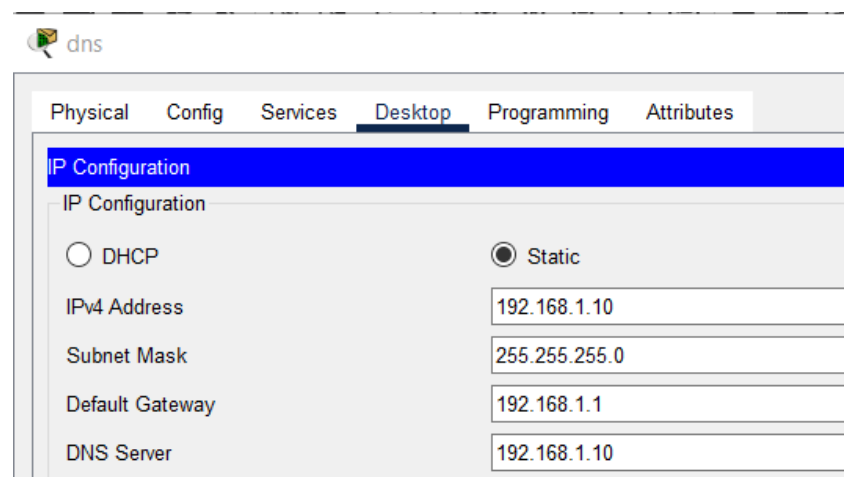 dns
Physical Config Services Desktop Programming Attributes
IP Configuration
IP Configuration
DHCP Static
IPv4 Address 192.168.1.10
Subnet Mask 255.255.255.0
Default Gateway 192.168.1.1
DNS Server 192.168.1.10